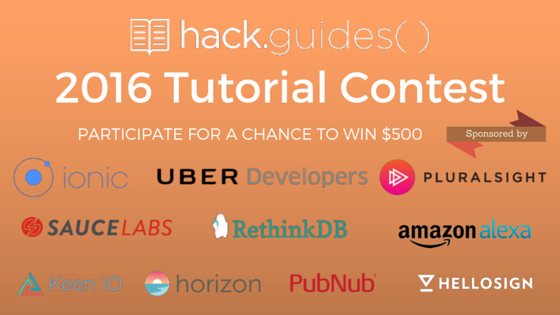 hack.guides( )
2016 Tutorial Contest
PARTICIPATE FOR A CHANCE TO WIN $500
Sponsored by
ionic
UBER Developers
PLURALSIGHT
SAUCELABS
RethinkDB
amazon alexa
Keen IO
horizon
PubNub
HELLOSIGN